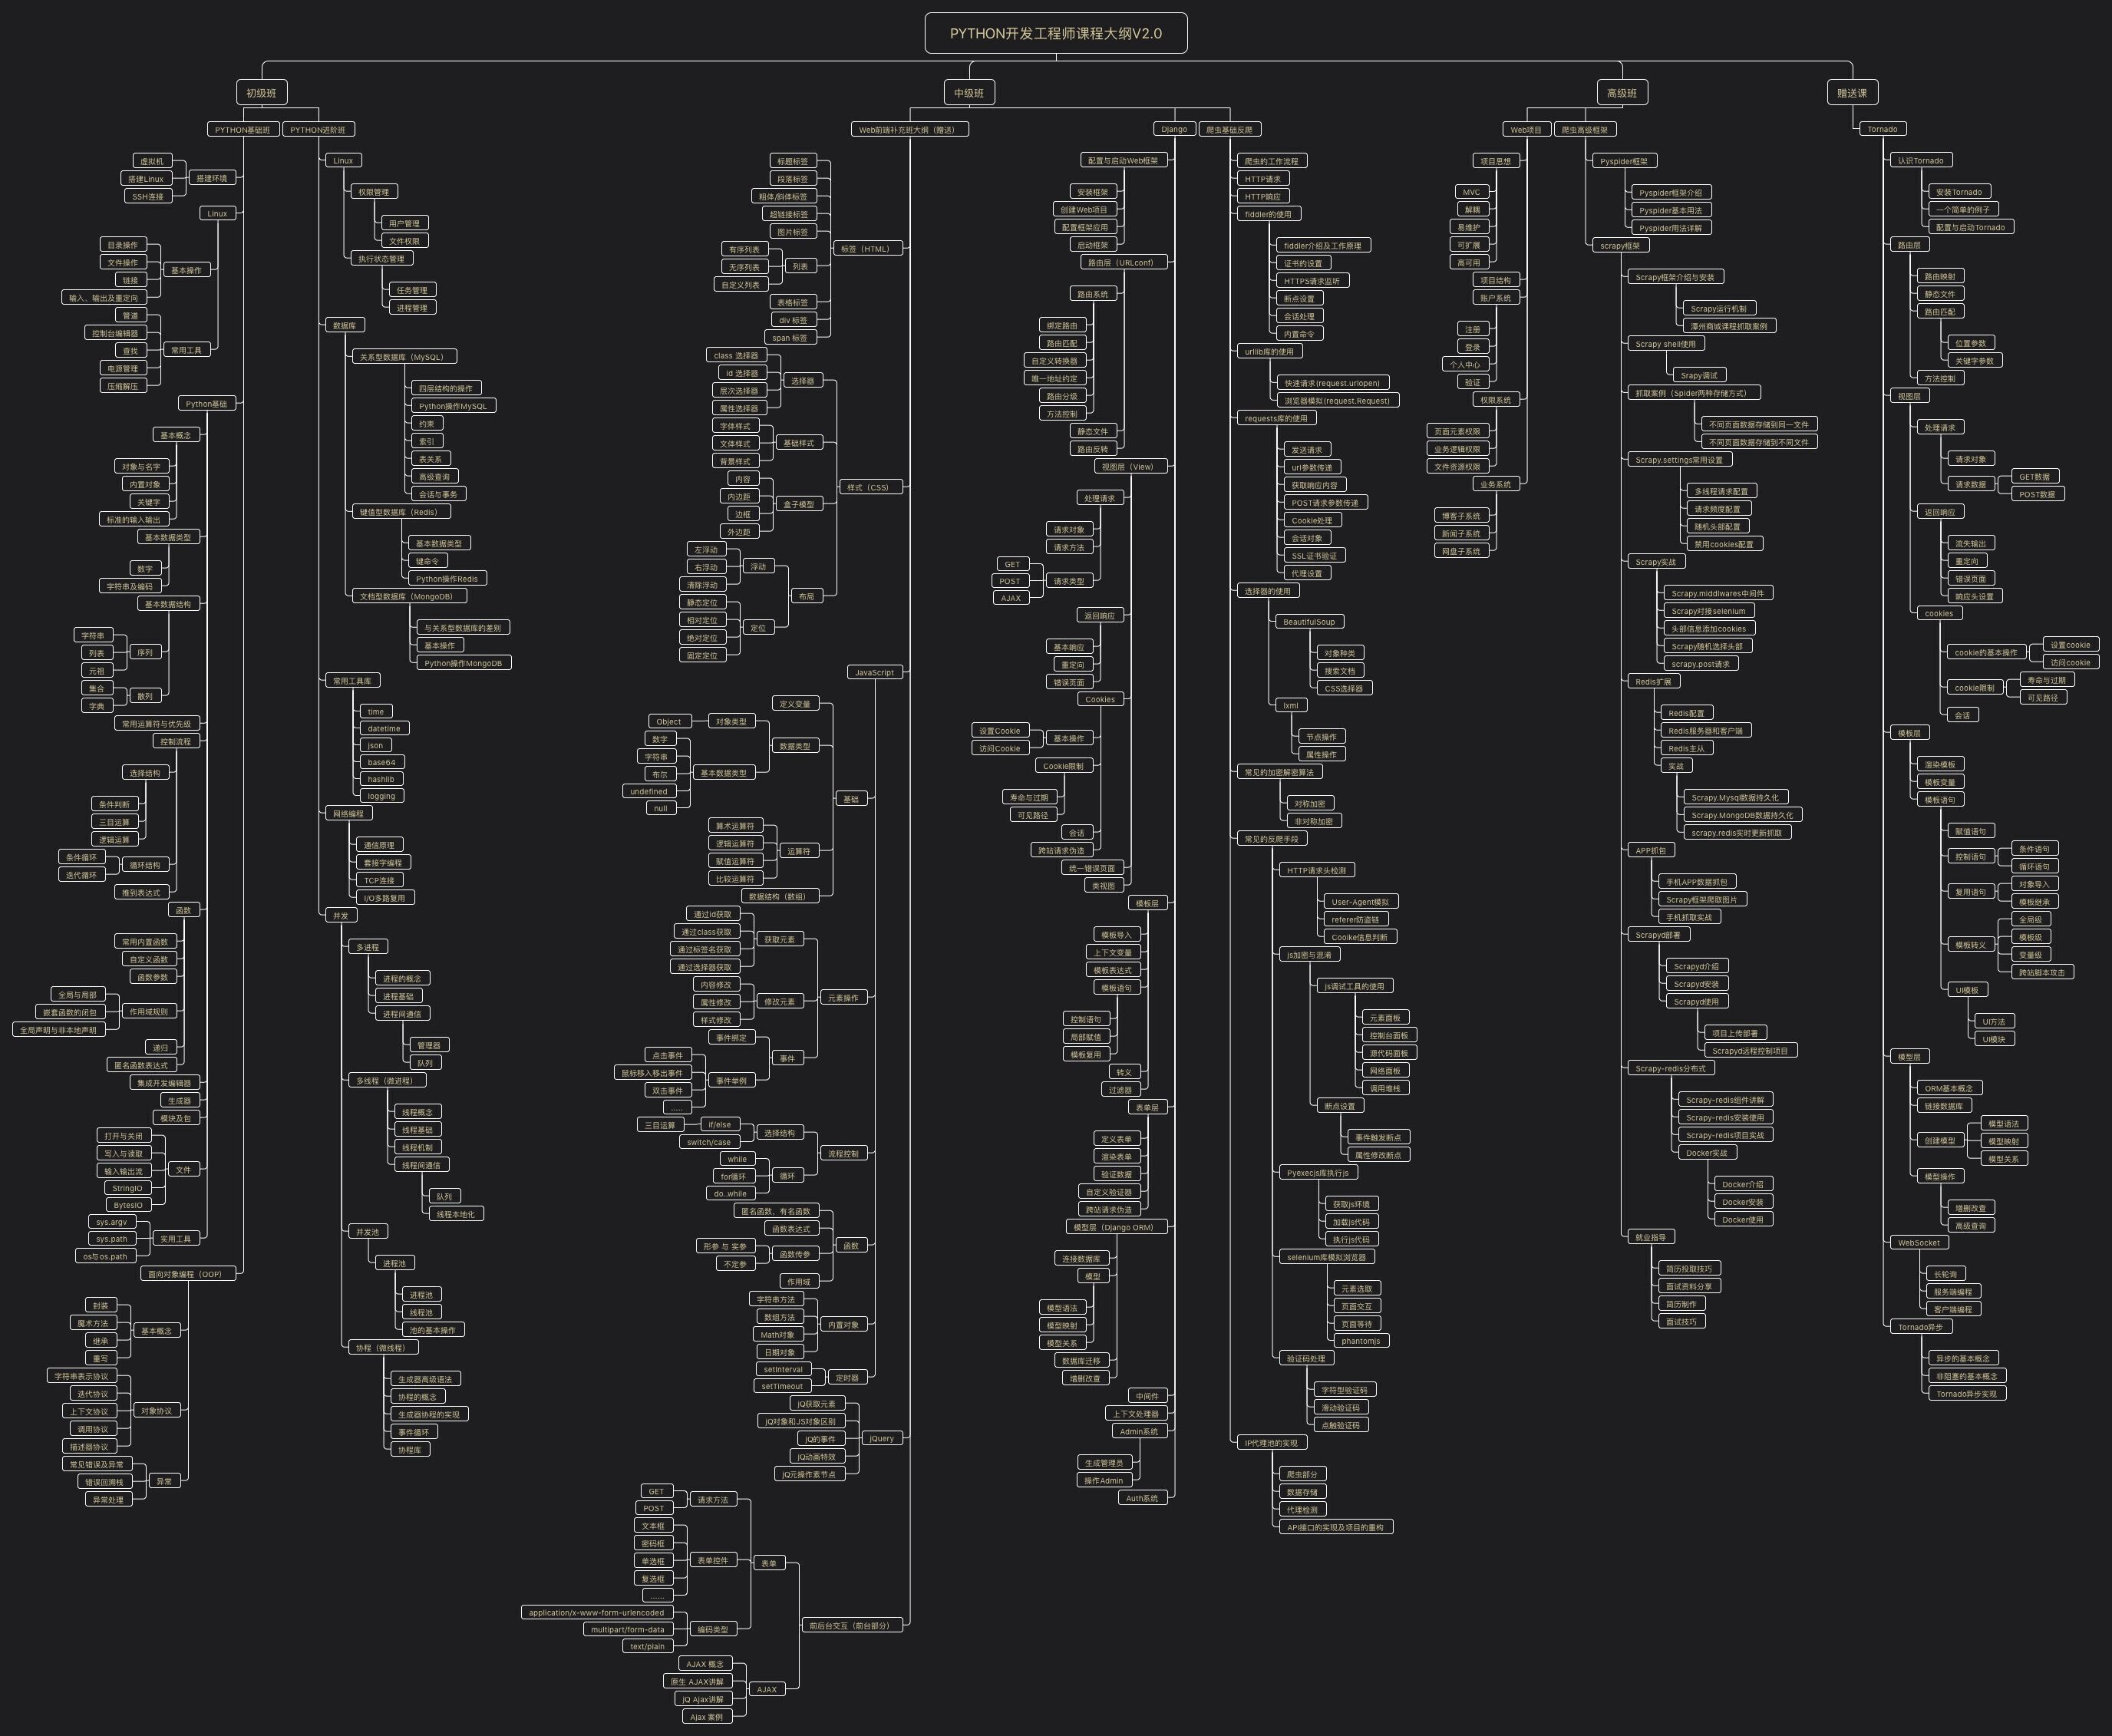 PYTHON开发工程师课程大纲V2.0
初级班
PYTHON基础班
搭建环境
虚拟机
搭建Linux
SSH连接
Linux
基本操作
目录操作
文件操作
链接
输入、输出及重定向
常用工具
管道
控制台编辑器
查找
电源管理
压缩解压
Python基础
基本概念
对象与名字
内置对象
关键字
标准的输入输出
基本数据类型
数字
字符串及编码
基本数据结构
序列
字符串
列表
元祖
散列
集合
字典
常用运算符与优先级
控制流程
选择结构
条件判断
三目运算
逻辑运算
循环结构
条件循环
迭代循环
推到表达式
函数
常用内置函数
自定义函数
函数参数
作用域规则
全局与局部
嵌套函数的闭包
全局声明与非本地声明
递归
匿名函数表达式
集成开发编辑器
生成器
模块及包
文件
打开与关闭
写入与读取
输入输出流
StringIO
BytesIO
实用工具
sys.argv
sys.path
os与os.path
面向对象编程（OOP）
基本概念
封装
魔术方法
继承
重写
对象协议
字符串表示协议
迭代协议
上下文协议
调用协议
描述器协议
异常
常见错误及异常
错误回溯栈
异常处理
PYTHON进阶班
Linux
权限管理
用户管理
文件权限
执行状态管理
任务管理
进程管理
数据库
关系型数据库（MySQL）
四层结构的操作
Python操作MySQL
约束
索引
表关系
高级查询
会话与事务
键值型数据库（Redis）
基本数据类型
键命令
Python操作Redis
文档型数据库（MongoDB）
与关系型数据库的差别
基本操作
Python操作MongoDB
常用工具库
time
datetime
json
base64
hashlib
logging
网络编程
通信原理
套接字编程
TCP连接
I/O多路复用
并发
多进程
进程的概念
进程基础
进程间通信
管理器
队列
多线程（微进程）
线程概念
线程基础
线程机制
线程间通信
队列
线程本地化
并发池
进程池
进程池
线程池
池的基本操作
协程（微线程）
生成器高级语法
协程的概念
生成器协程的实现
事件循环
协程库
中级班
Web前端补充班大纲（赠送）
标签（HTML）
标题标签
段落标签
粗体/斜体标签
超链接标签
图片标签
列表
有序列表
无序列表
自定义列表
表格标签
div 标签
span 标签
样式（CSS）
选择器
class 选择器
id 选择器
层次选择器
属性选择器
基础样式
字体样式
文体样式
背景样式
盒子模型
内容
内边距
边框
外边距
布局
浮动
左浮动
右浮动
清除浮动
定位
静态定位
相对定位
绝对定位
固定定位
JavaScript
基础
定义变量
数据类型
对象类型
Object
基本数据类型
数字
字符串
布尔
undefined
null
运算符
算术运算符
逻辑运算符
赋值运算符
比较运算符
数据结构（数组）
元素操作
获取元素
通过id获取
通过class获取
通过标签名获取
通过选择器获取
修改元素
内容修改
属性修改
样式修改
事件
事件绑定
事件举例
点击事件
鼠标移入移出事件
双击事件
.....
流程控制
选择结构
if/else
三目运算
switch/case
循环
while
for循环
do..while
函数
匿名函数，有名函数
函数表达式
函数传参
形参 与 实参
不定参
作用域
内置对象
字符串方法
数组方法
Math对象
日期对象
定时器
setInterval
setTimeout
jQuery
jQ获取元素
jQ对象和JS对象区别
jQ的事件
jQ动画特效
jQ元操作素节点
前后台交互（前台部分）
表单
请求方法
GET
POST
表单控件
文本框
密码框
单选框
复选框
......
编码类型
application/x-www-form-urlencoded
multipart/form-data
text/plain
AJAX
AJAX 概念
原生 AJAX讲解
jQ Ajax讲解
Ajax 案例
Django
配置与启动Web框架
安装框架
创建Web项目
配置框架应用
启动框架
路由层（URLconf）
路由系统
绑定路由
路由匹配
自定义转换器
唯一地址约定
路由分级
方法控制
静态文件
路由反转
视图层（View）
处理请求
请求对象
请求方法
请求类型
GET
POST
AJAX
返回响应
基本响应
重定向
错误页面
Cookies
基本操作
设置Cookie
访问Cookie
Cookie限制
寿命与过期
可见路径
会话
跨站请求伪造
统一错误页面
类视图
模板层
模板导入
上下文变量
模板表达式
模板语句
控制语句
局部赋值
模板复用
转义
过滤器
表单层
定义表单
渲染表单
验证数据
自定义验证器
跨站请求伪造
模型层（Django ORM）
连接数据库
模型
模型语法
模型映射
模型关系
数据库迁移
增删改查
中间件
上下文处理器
Admin系统
生成管理员
操作Admin
Auth系统
爬虫基础反爬
爬虫的工作流程
HTTP请求
HTTP响应
fiddler的使用
fiddler介绍及工作原理
证书的设置
HTTPS请求监听
断点设置
会话处理
内置命令
urllib库的使用
快速请求(request.urlopen)
浏览器模拟(request.Request)
requests库的使用
发送请求
url参数传递
获取响应内容
POST请求参数传递
Cookie处理
会话对象
SSL证书验证
代理设置
选择器的使用
BeautifulSoup
对象种类
搜索文档
CSS选择器
lxml
节点操作
属性操作
常见的加密解密算法
对称加密
非对称加密
常见的反爬手段
HTTP请求头检测
User-Agent模拟
referer防盗链
Cooike信息判断
js加密与混淆
js调试工具的使用
元素面板
控制台面板
源代码面板
网络面板
调用堆栈
断点设置
事件触发断点
属性修改断点
Pyexecjs库执行js
获取js环境
加载js代码
执行js代码
selenium库模拟浏览器
元素选取
页面交互
页面等待
phantomjs
验证码处理
字符型验证码
滑动验证码
点触验证码
IP代理池的实现
爬虫部分
数据存储
代理检测
API接口的实现及项目的重构
高级班
Web项目
项目思想
MVC
解耦
易维护
可扩展
高可用
项目结构
账户系统
注册
登录
个人中心
验证
权限系统
页面元素权限
业务逻辑权限
文件资源权限
业务系统
博客子系统
新闻子系统
网盘子系统
爬虫高级框架
Pyspider框架
Pyspider框架介绍
Pyspider基本用法
Pyspider用法详解
scrapy框架
Scrapy框架介绍与安装
Scrapy运行机制
潭州商城课程抓取案例
Scrapy shell使用
Srapy调试
抓取案例（Spider两种存储方式）
不同页面数据存储到同一文件
不同页面数据存储到不同文件
Scrapy.settings常用设置
多线程请求配置
请求频度配置
随机头部配置
禁用cookies配置
Scrapy实战
Scrapy.middlwares中间件
Scrapy对接selenium
头部信息添加cookies
Scrapy随机选择头部
scrapy.post请求
Redis扩展
Redis配置
Redis服务器和客户端
Redis主从
实战
Scrapy.Mysql数据持久化
Scrapy.MongoDB数据持久化
scrapy.redis实时更新抓取
APP抓包
手机APP数据抓包
Scrapy框架爬取图片
手机抓取实战
Scrapyd部署
Scrapyd介绍
Scrapyd安装
Scrapyd使用
项目上传部署
Scrapyd远程控制项目
Scrapy-redis分布式
Scrapy-redis组件讲解
Scrapy-redis安装使用
Scrapy-redis项目实战
Docker实战
Docker介绍
Docker安装
Docker使用
就业指导
简历投取技巧
面试资料分享
简历制作
面试技巧
赠送课
Tornado
认识Tornado
安装Tornado
一个简单的例子
配置与启动Tornado
路由层
路由映射
静态文件
路由匹配
位置参数
关键字参数
方法控制
视图层
处理请求
请求对象
请求数据
GET数据
POST数据
返回响应
流失输出
重定向
错误页面
响应头设置
cookies
cookie的基本操作
设置cookie
访问cookie
cookie限制
寿命与过期
可见路径
会话
模板层
渲染模板
模板变量
模板语句
赋值语句
控制语句
条件语句
循环语句
复用语句
对象导入
模板继承
模板转义
全局级
模板级
变量级
跨站脚本攻击
UI模板
UI方法
UI模块
模型层
ORM基本概念
链接数据库
创建模型
模型语法
模型映射
模型关系
模型操作
增删改查
高级查询
WebSocket
长轮询
服务端编程
客户端编程
Tornado异步
异步的基本概念
非阻塞的基本概念
Tornado异步实现